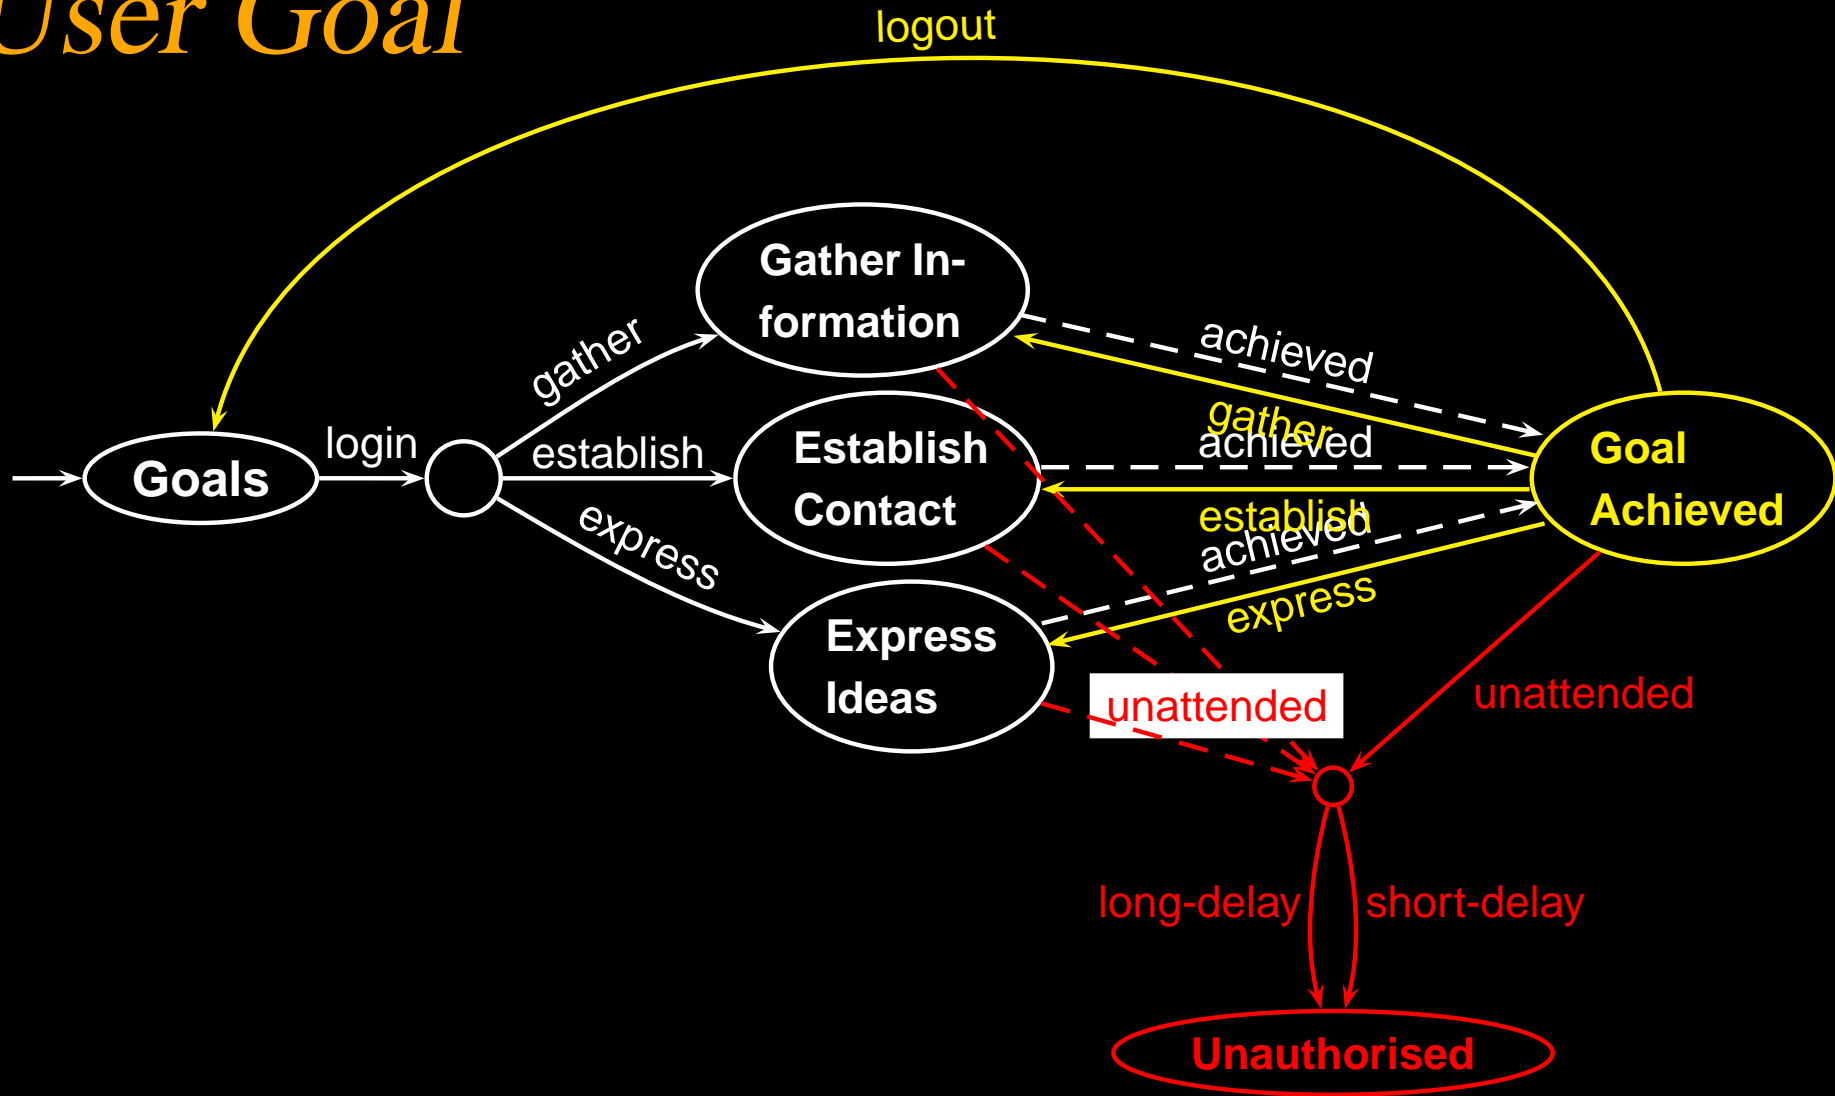 User Goal
logout
Gather In-
formation
gather
achieved
gather
login
establish
achieved
Goals
Establish
Contact
Goal
Achieved
establish
express
achieved
express
Express
Ideas
unattended
unattended
long-delay
short-delay
Unauthorised